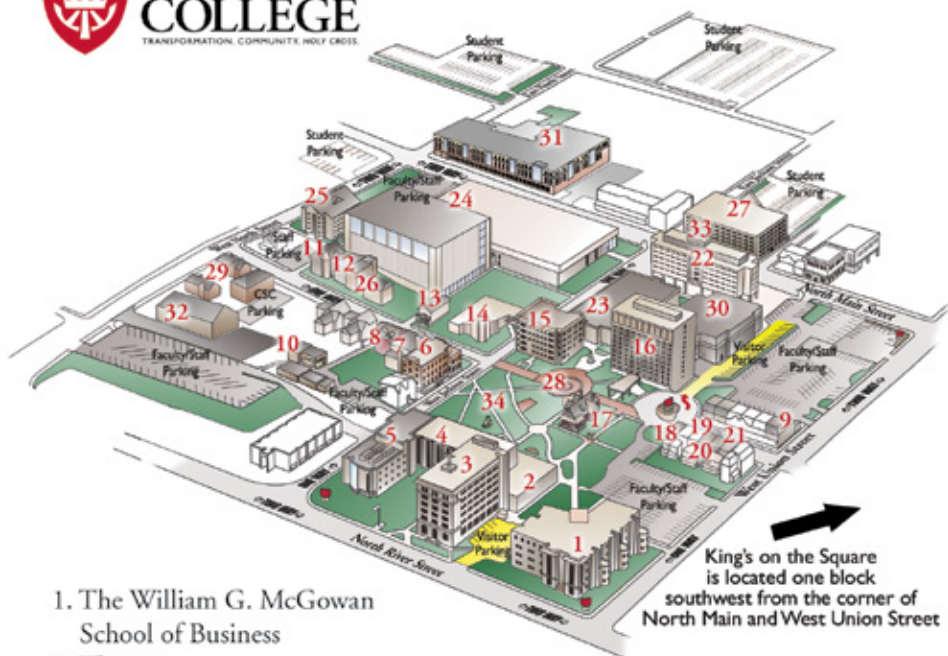 COLLEGE
TRANSFORMATION. COMMUNITY. HOLY CROSS.
Student
Parking
Student
Parking
31
Student
Parking
Faculty/Staff
Parking
24
25
Student
Parking
27
33
22
Staff
Parking
11
12
26
29
CSC
Parking
13
32
14
15
23
16
30
North Main Street
Visitor
Parking
Faculty/Staff
Parking
Faculty/Staff
Parking
10
8
7
6
Faculty/Staff
Parking
28
34
17
18
19
20
21
9
West Union Street
5
4
3
2
Faculty/Staff
Parking
Visitor
Parking
1
North River Street
King's on the Square
is located one block
southwest from the corner of
North Main and West Union Street
1. The William G. McGowan
School of Business